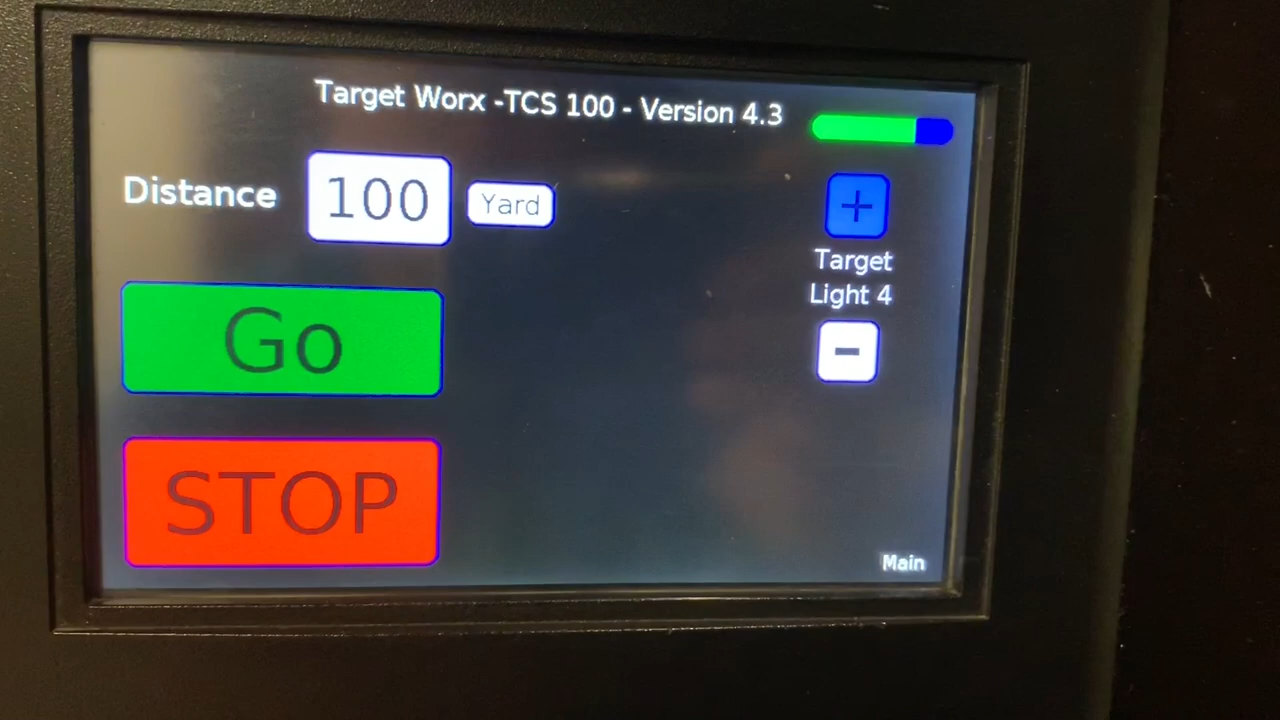 Target Worx -TCS 100 - Version 4.3
Distance 100 Yard
+
Target
Light 4
-
Go
STOP
Main